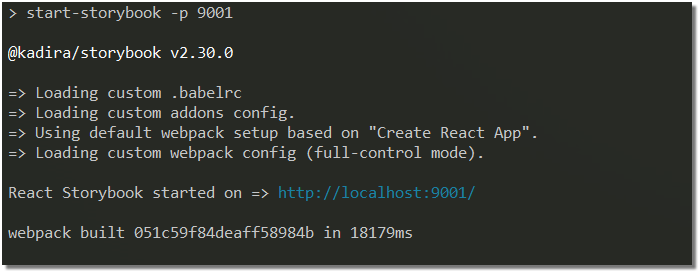 > start-storybook -p 9001
@kadira/storybook v2.30.0
=> Loading custom .babelrc
=> Loading custom addons config.
=> Using default webpack setup based on "Create React App".
=> Loading custom webpack config (full-control mode).
React Storybook started on => http://localhost:9001/
webpack built 051c59f84deaff58984b in 18179ms